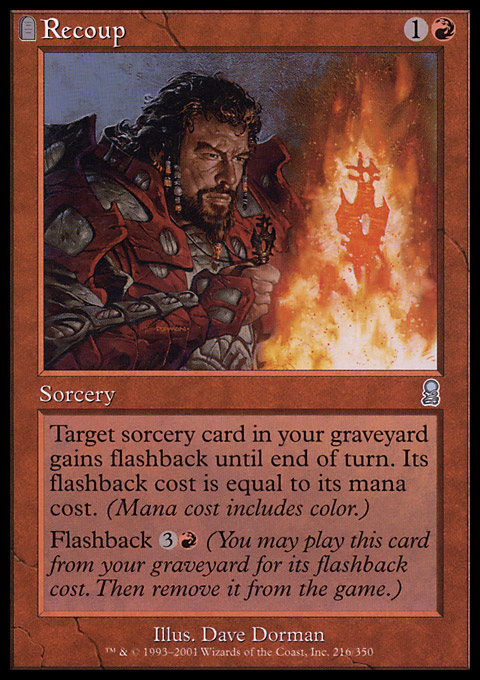 Recoup 1
Sorcery
Target sorcery card in your graveyard
gains flashback until end of turn. Its
flashback cost is equal to its mana
cost. (Mana cost includes color.)
Flashback 3 (You may play this card
from your graveyard for its flashback
cost. Then remove it from the game.)
Illus. Dave Dorman
™ & © 1993–2001 Wizards of the Coast, Inc. 216/350